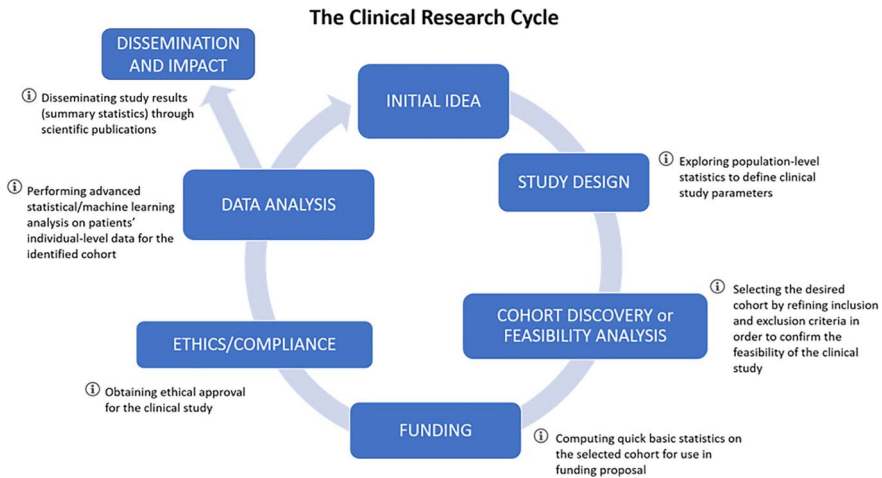 The Clinical Research Cycle
DISSEMINATION
AND IMPACT
ⓘ Disseminating study results
(summary statistics) through
scientific publications
INITIAL IDEA
STUDY DESIGN
ⓘ Exploring population-level
statistics to define clinical
study parameters
COHORT DISCOVERY or
FEASIBILITY ANALYSIS
ⓘ Selecting the desired
cohort by refining inclusion
and exclusion criteria in
order to confirm the
feasibility of the clinical
study
FUNDING
ⓘ Computing quick basic statistics on
the selected cohort for use in
funding proposal
ETHICS/COMPLIANCE
ⓘ Obtaining ethical approval
for the clinical study
DATA ANALYSIS
ⓘ Performing advanced
statistical/machine learning
analysis on patients'
individual-level data for the
identified cohort